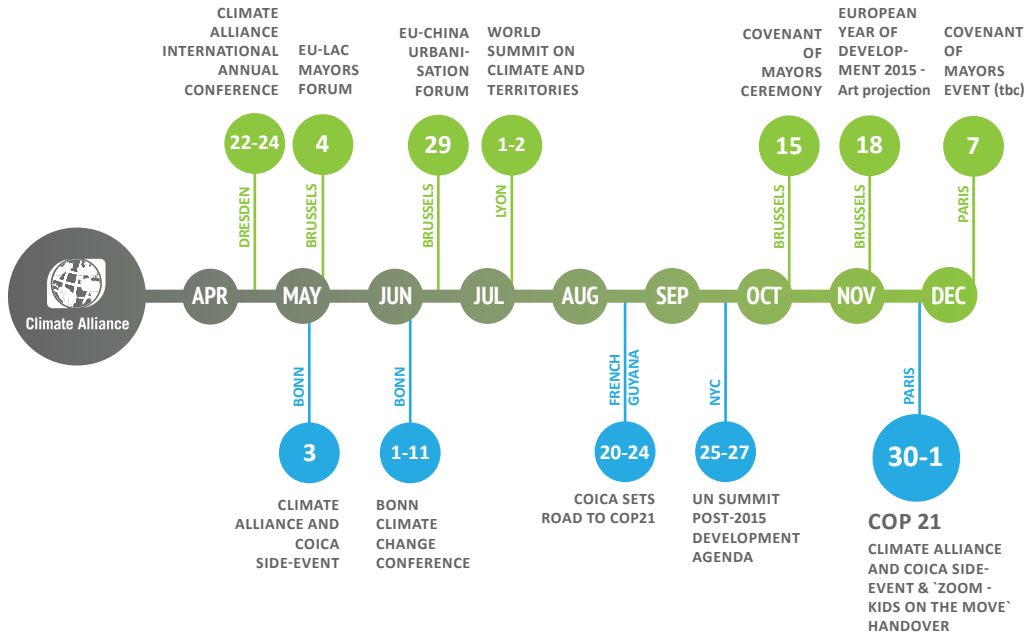 CLIMATE
ALLIANCE
INTERNATIONAL
ANNUAL
CONFERENCE
EU-LAC
MAYORS
FORUM
EU-CHINA
URBANI-
SATION
FORUM
WORLD
SUMMIT ON
CLIMATE AND
TERRITORIES
COVENANT
OF
MAYORS
CEREMONY
EUROPEAN
YEAR OF
DEVELOP-
MENT 2015 -
Art projection
COVENANT
OF
MAYORS
EVENT (tbc)
22-24
4
29
1-2
15
18
7
DRESDEN
BRUSSELS
BRUSSELS
LYON
BRUSSELS
BRUSSELS
PARIS
Climate Alliance
APR
MAY
JUN
JUL
AUG
SEP
OCT
NOV
DEC
BONN
BONN
FRENCH
GUYANA
NYC
PARIS
3
1-11
20-24
25-27
30-1
CLIMATE
ALLIANCE AND
COICA
SIDE-EVENT
BONN
CLIMATE
CHANGE
CONFERENCE
COICA SETS
ROAD TO COP21
UN SUMMIT
POST-2015
DEVELOPMENT
AGENDA
COP 21
CLIMATE ALLIANCE
AND COICA SIDE-
EVENT & `ZOOM -
KIDS ON THE MOVE`
HANDOVER